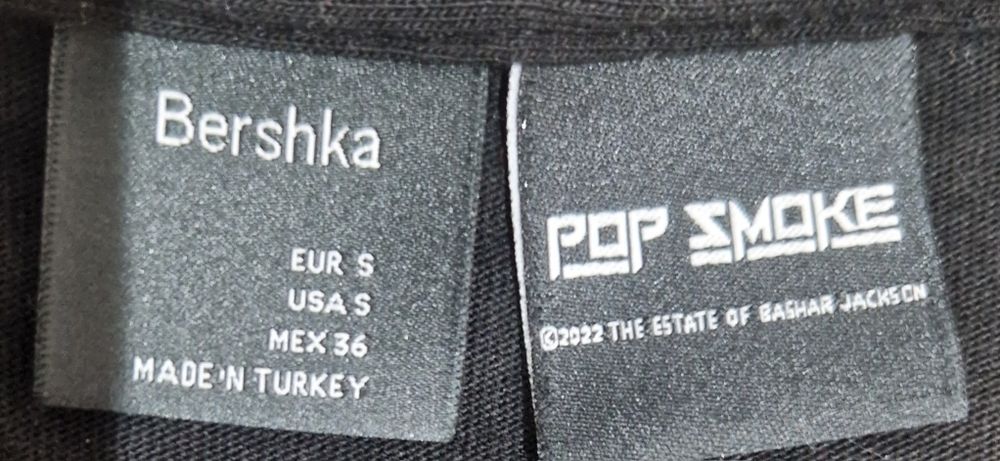 Bershka
EUR S
USA S
MEX 36
MADE IN TURKEY
POP SMOKE
©2022 THE ESTATE OF BASHAR JACKSON